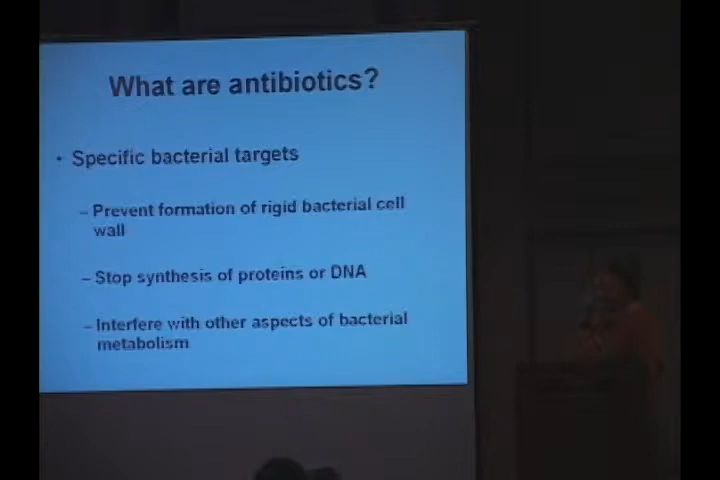 What are antibiotics?
• Specific bacterial targets
– Prevent formation of rigid bacterial cell
wall
– Stop synthesis of proteins or DNA
– Interfere with other aspects of bacterial
metabolism